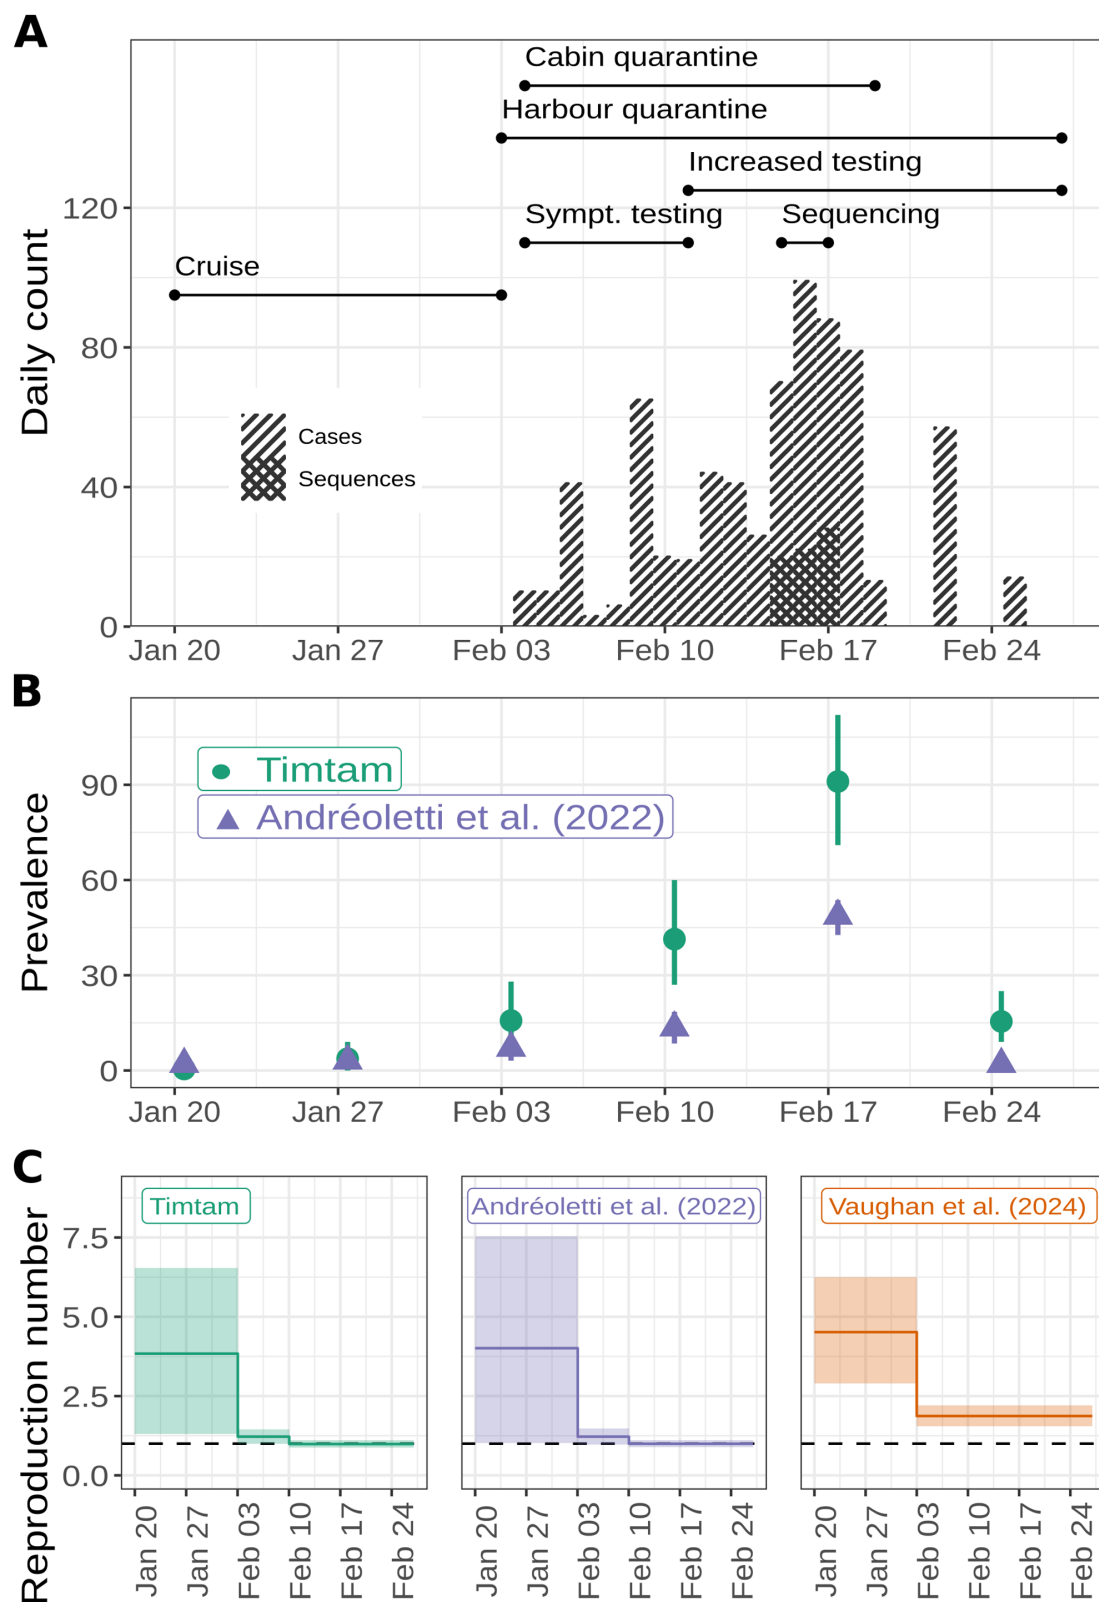 A
Cabin quarantine
Harbour quarantine
Increased testing
Sympt. testing
Sequencing
Cruise
Daily count
120
80
40
0
Cases
Sequences
Jan 20
Jan 27
Feb 03
Feb 10
Feb 17
Feb 24
B
Timtam
Andréoletti et al. (2022)
Prevalence
90
60
30
0
Jan 20
Jan 27
Feb 03
Feb 10
Feb 17
Feb 24
C
Reproduction number
7.5
5.0
2.5
0.0
Timtam
Jan 20
Jan 27
Feb 03
Feb 10
Feb 17
Feb 24
Andréoletti et al. (2022)
Jan 20
Jan 27
Feb 03
Feb 10
Feb 17
Feb 24
Vaughan et al. (2024)
Jan 20
Jan 27
Feb 03
Feb 10
Feb 17
Feb 24